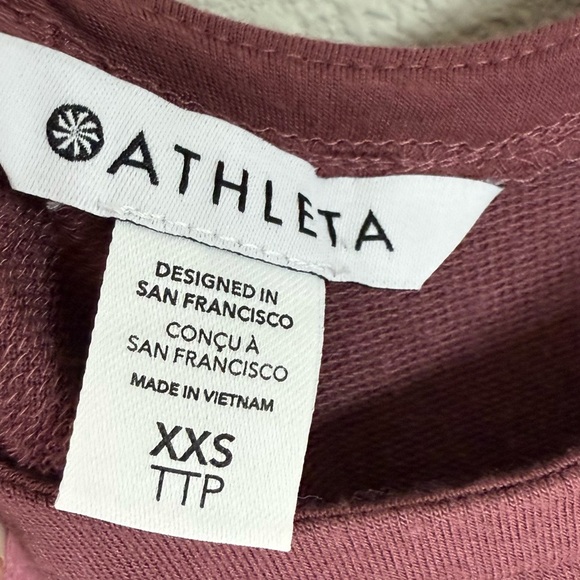 ATHLETA
DESIGNED IN
SAN FRANCISCO
CONÇU À
SAN FRANCISCO
MADE IN VIETNAM
XXS
TTP